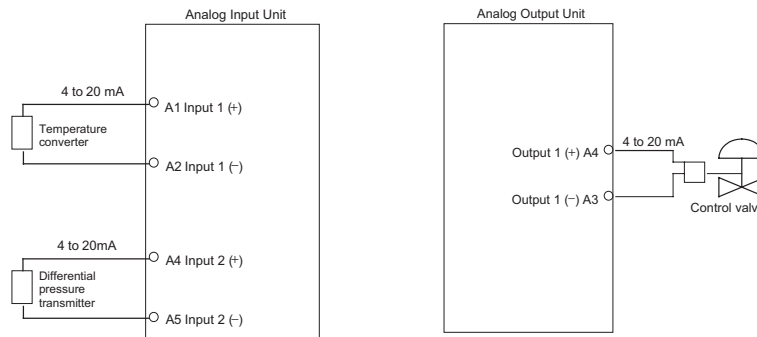 Analog Input Unit
4 to 20 mA
A1 Input 1 (+)
Temperature
converter
A2 Input 1 (−)
4 to 20mA
A4 Input 2 (+)
Differential
pressure
transmitter
A5 Input 2 (−)
Analog Output Unit
Output 1 (+) A4
4 to 20 mA
Output 1 (−) A3
Control valv